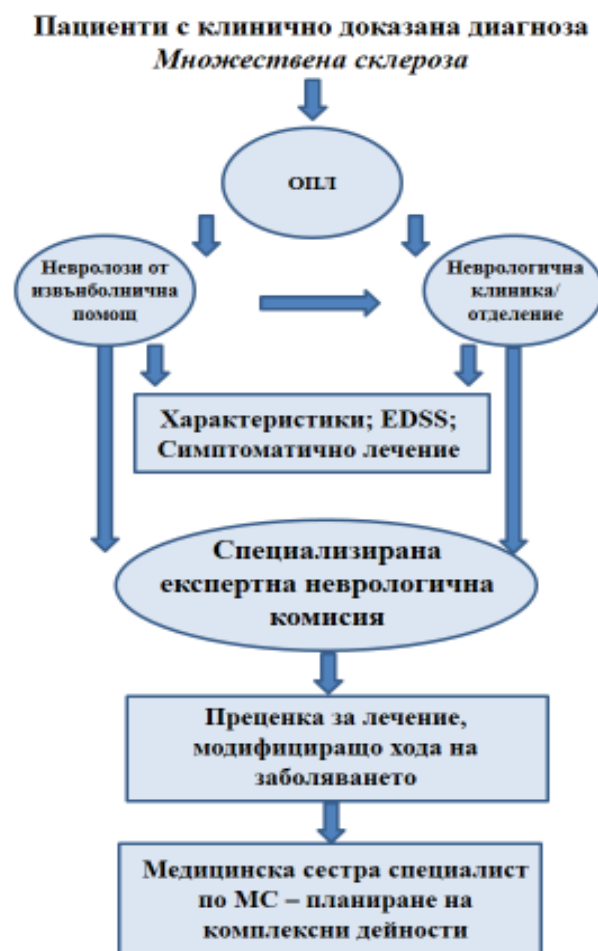 Пациенти с клинично доказана диагноза
Множествена склероза
ОПЛ
Невролози от
извънболнична
помощ
Неврологична
клиника/
отделение
Характеристики; EDSS;
Симптоматично лечение
Специализирана
експертна неврологична
комисия
Преценка за лечение,
модифициращо хода на
заболяването
Медицинска сестра специалист
по МС – планиране на
комплексни дейности